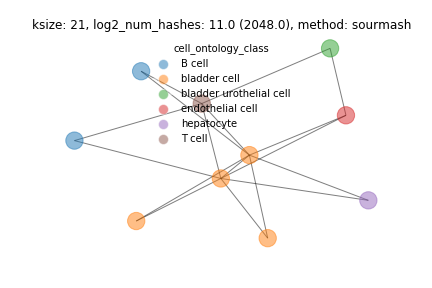 ksize: 21, log2_num_hashes: 11.0 (2048.0), method: sourmash
cell_ontology_class
B cell
bladder cell
bladder urothelial cell
endothelial cell
hepatocyte
T cell